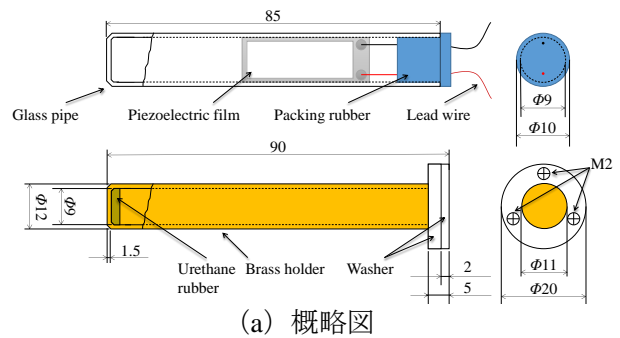 85
Glass pipe
Piezoelectric film
Packing rubber
Lead wire
Φ9
Φ10
90
M2
Φ12
Φ9
1.5
Urethane
rubber
Brass holder
Washer
2
5
Φ11
Φ20
(a) 概略図